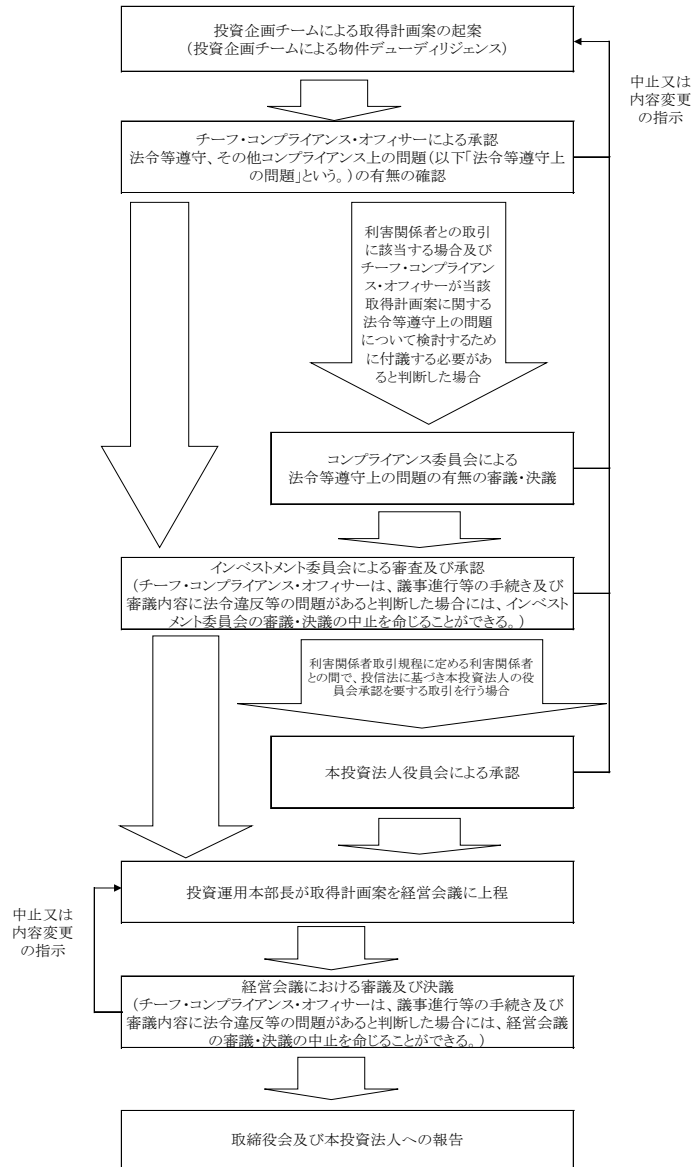 投資企画チームによる取得計画案の起案
(投資企画チームによる物件デューディリジェンス)
中止又は
内容変更
の指示
チーフ・コンプライアンス・オフィサーによる承認
法令等遵守、その他コンプライアンス上の問題(以下「法令等遵守上
の問題」という。)の有無の確認
利害関係者との取引
に該当する場合及び
チーフ・コンプライアン
ス・オフィサーが当該
取得計画案に関する
法令等遵守上の問題
について検討するため
に付議する必要があ
ると判断した場合
コンプライアンス委員会による
法令等遵守上の問題の有無の審議・決議
インベストメント委員会による審査及び承認
(チーフ・コンプライアンス・オフィサーは、議事進行等の手続き及び
審議内容に法令違反等の問題があると判断した場合には、インベスト
メント委員会の審議・決議の中止を命じることができる。)
利害関係者取引規程に定める利害関係者
との間で、投信法に基づき本投資法人の役
員会承認を要する取引を行う場合
本投資法人役員会による承認
投資運用本部長が取得計画案を経営会議に上程
中止又は
内容変更
の指示
経営会議における審議及び決議
(チーフ・コンプライアンス・オフィサーは、議事進行等の手続き及び
審議内容に法令違反等の問題があると判断した場合には、経営会議
の審議・決議の中止を命じることができる。)
取締役会及び本投資法人への報告